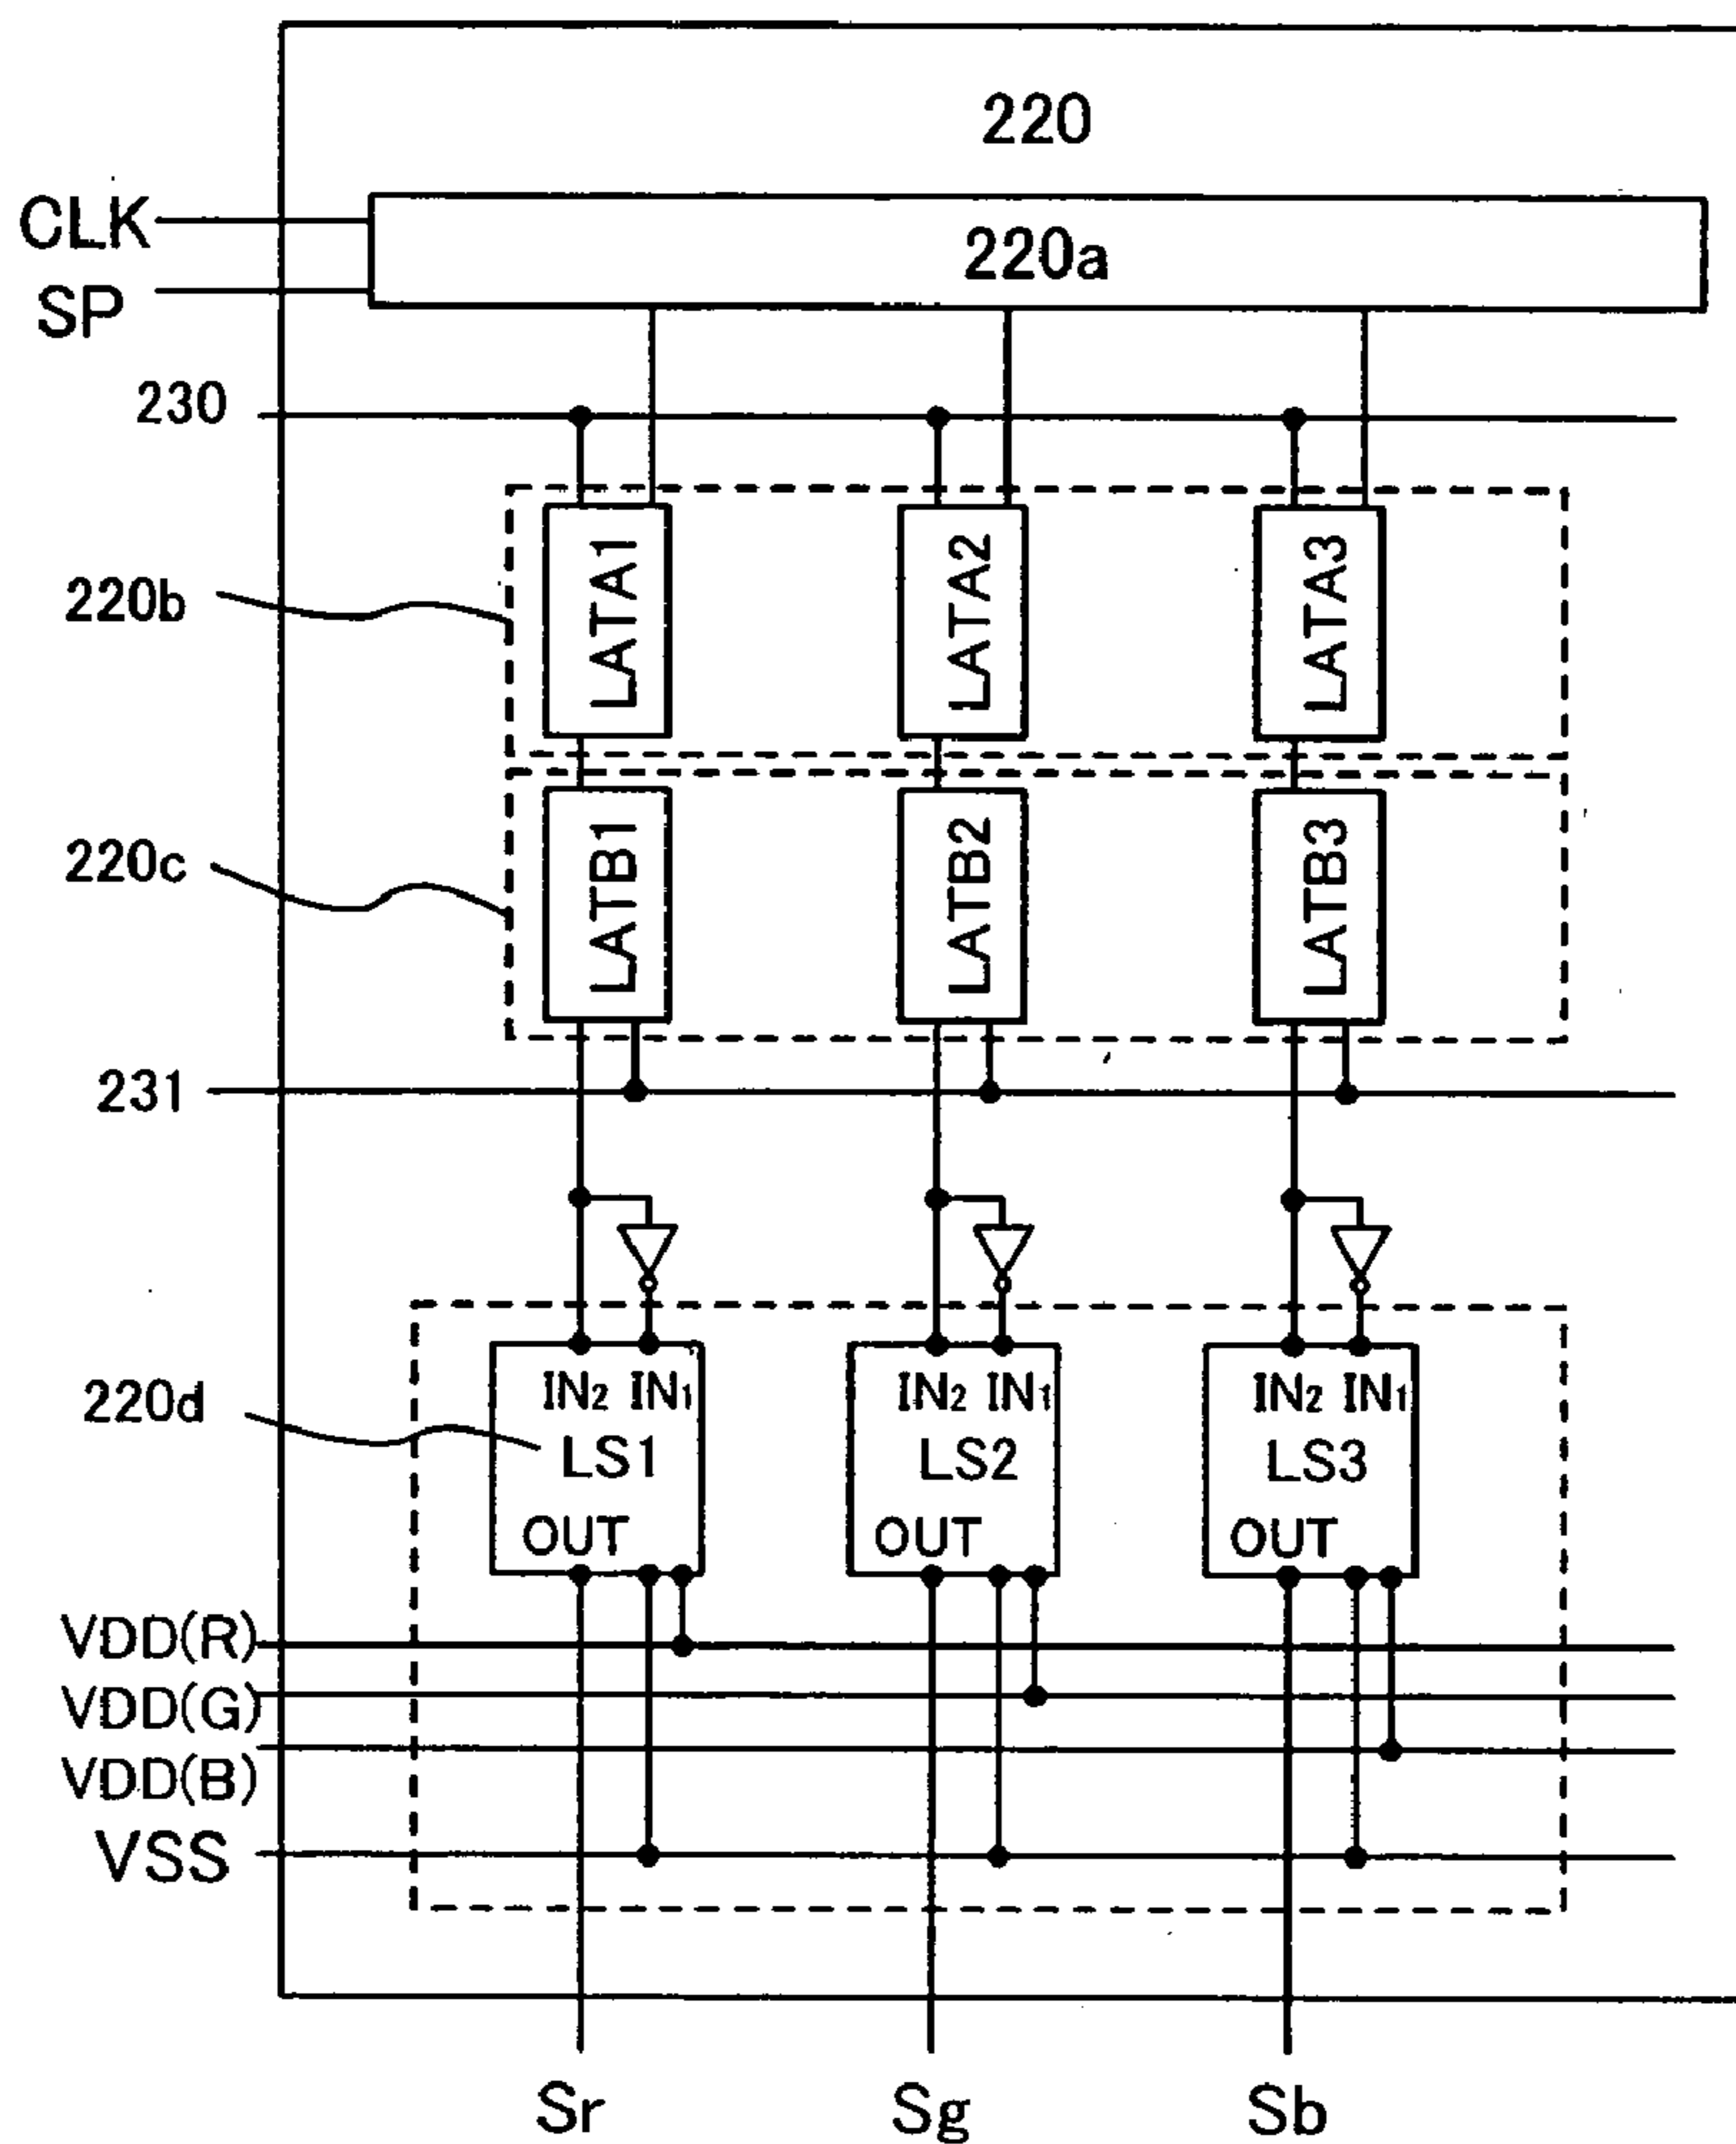 220
CLK
220a
SP
230
LATA1 LATA2 LATA3
220b
LATB1 LATB2 LATB3
220c
231
IN2 IN1 IN2 IN1 IN2 IN1
220d
LS1 LS2 LS3
OUT OUT OUT
VDD(R)
VDD(G)
VDD(B)
VSS
Sr Sg Sb